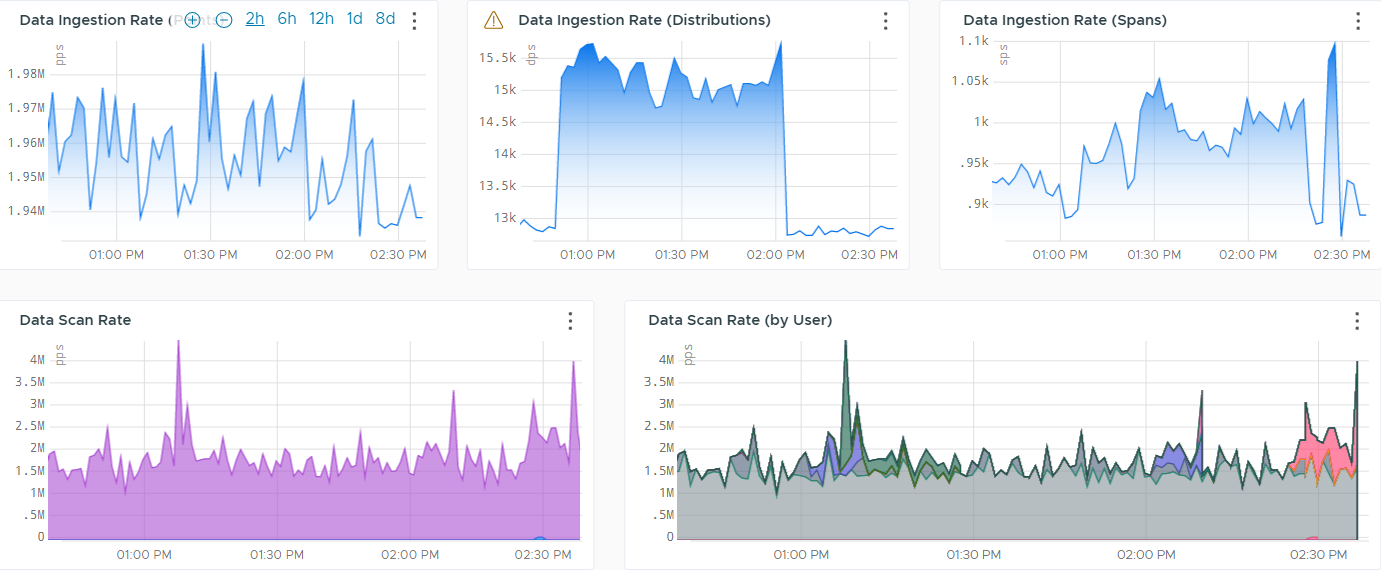 Data Ingestion Rate (Points) 2h 6h 12h 1d 8d
pps
1.98M
1.97M
1.96M
1.95M
1.94M
01:00 PM 01:30 PM 02:00 PM 02:30 PM
Data Ingestion Rate (Distributions)
dps
15.5k
15k
14.5k
14k
13.5k
13k
01:00 PM 01:30 PM 02:00 PM 02:30 PM
Data Ingestion Rate (Spans)
sps
1.1k
1.05k
1k
.95k
.9k
01:00 PM 01:30 PM 02:00 PM 02:30 PM
Data Scan Rate
pps
4M
3.5M
3M
2.5M
2M
1.5M
1M
.5M
0
01:00 PM 01:30 PM 02:00 PM 02:30 PM
Data Scan Rate (by User)
pps
4M
3.5M
3M
2.5M
2M
1.5M
1M
.5M
0
01:00 PM 01:30 PM 02:00 PM 02:30 PM